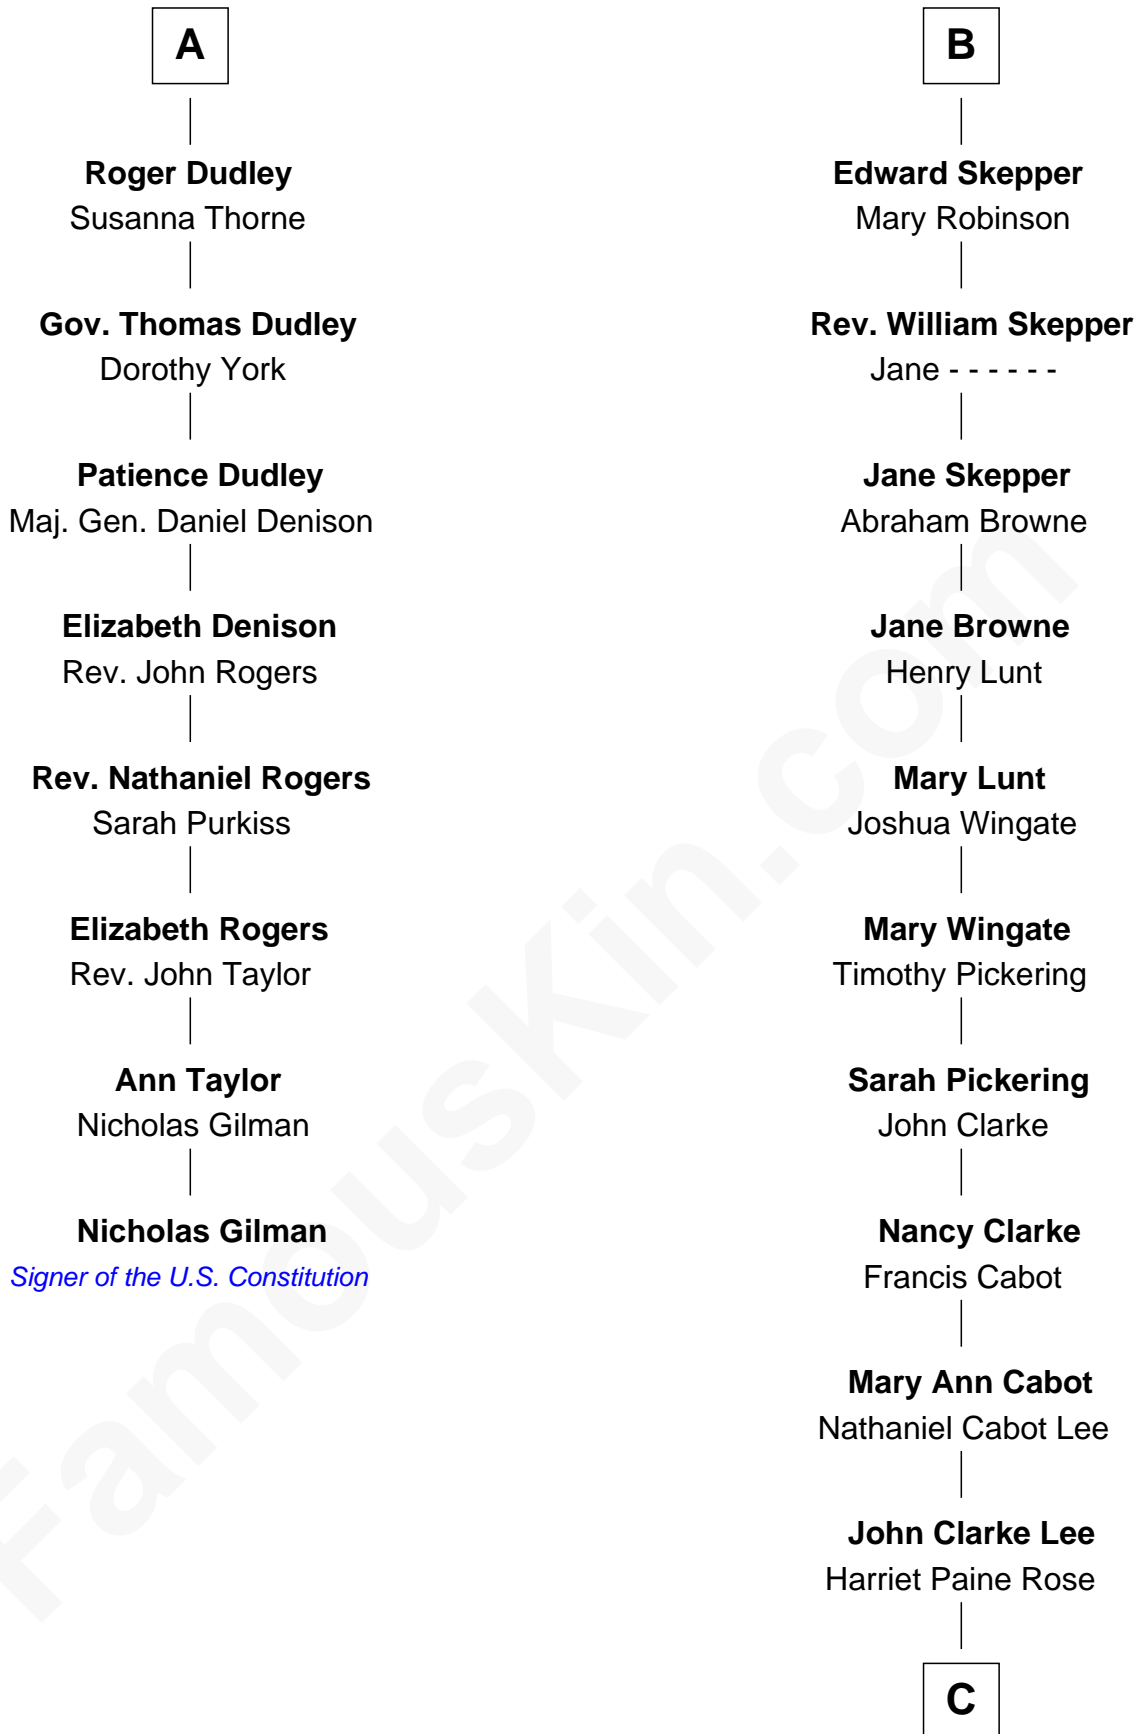 A
Roger Dudley
Susanna Thorne
Gov. Thomas Dudley
Dorothy York
Patience Dudley
Maj. Gen. Daniel Denison
Elizabeth Denison
Rev. John Rogers
Rev. Nathaniel Rogers
Sarah Purkiss
Elizabeth Rogers
Rev. John Taylor
Ann Taylor
Nicholas Gilman
Nicholas Gilman
Signer of the U.S. Constitution
B
Edward Skepper
Mary Robinson
Rev. William Skepper
Jane - - - - - -
Jane Skepper
Abraham Browne
Jane Browne
Henry Lunt
Mary Lunt
Joshua Wingate
Mary Wingate
Timothy Pickering
Sarah Pickering
John Clarke
Nancy Clarke
Francis Cabot
Mary Ann Cabot
Nathaniel Cabot Lee
John Clarke Lee
Harriet Paine Rose
C
FamousKin.com